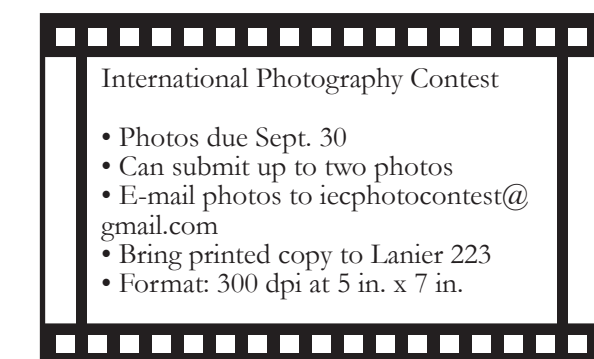 International Photography Contest
• Photos due Sept. 30
• Can submit up to two photos
• E-mail photos to iecphotocontest@
gmail.com
• Bring printed copy to Lanier 223
• Format: 300 dpi at 5 in. x 7 in.